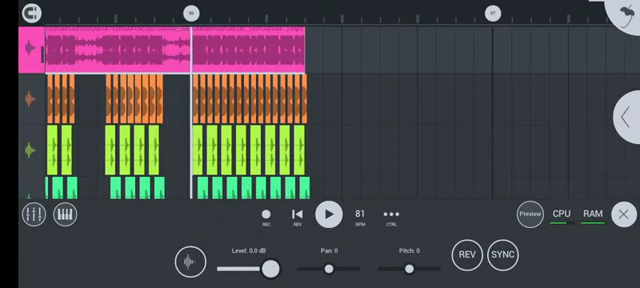 89
97
REC
REV
81
BPM
CTRL
Preview
CPU
RAM
Level: 0.0 dB
Pan: 0
Pitch: 0
REV
SYNC